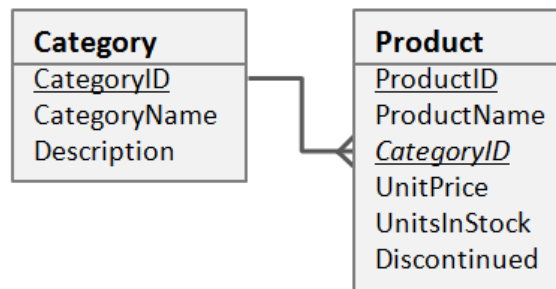 Category
CategoryID
CategoryName
Description
Product
ProductID
ProductName
CategoryID
UnitPrice
UnitsInStock
Discontinued